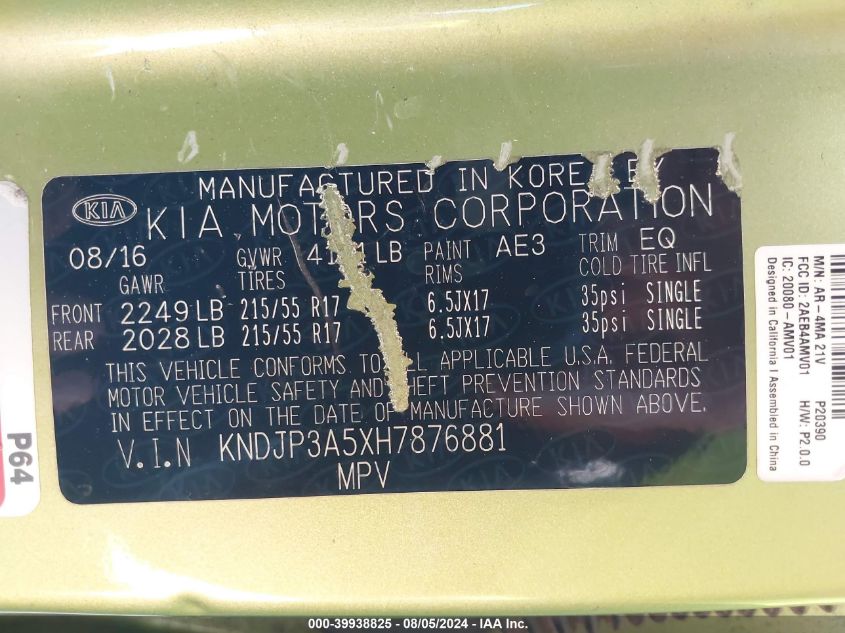 MANUFACTURED IN KOREA BY
KIA KIA MOTORS CORPORATION
08/16 GVWR LB PAINT AE3 TRIM EQ
GAWR TIRES RIMS COLD TIRE INFL
FRONT 2249 LB 215/55 R17 6.5JX17 35psi SINGLE
REAR 2028 LB 215/55 R17 6.5JX17 35psi SINGLE
THIS VEHICLE CONFORMS TO ALL APPLICABLE U.S.A. FEDERAL
MOTOR VEHICLE SAFETY AND THEFT PREVENTION STANDARDS
IN EFFECT ON THE DATE OF MANUFACTURE SHOWN ABOVE.
V.I.N KNDJP3A5XH7876881
MPV
P64
M/N: AR-4MA 21V P20390
FCC ID: 2AEB4AMV01 H/W: P2.0.0
IC: 20080-AMV01
Designed in California I Assembled in China
000-39938825 - 08/05/2024 - IAA Inc.